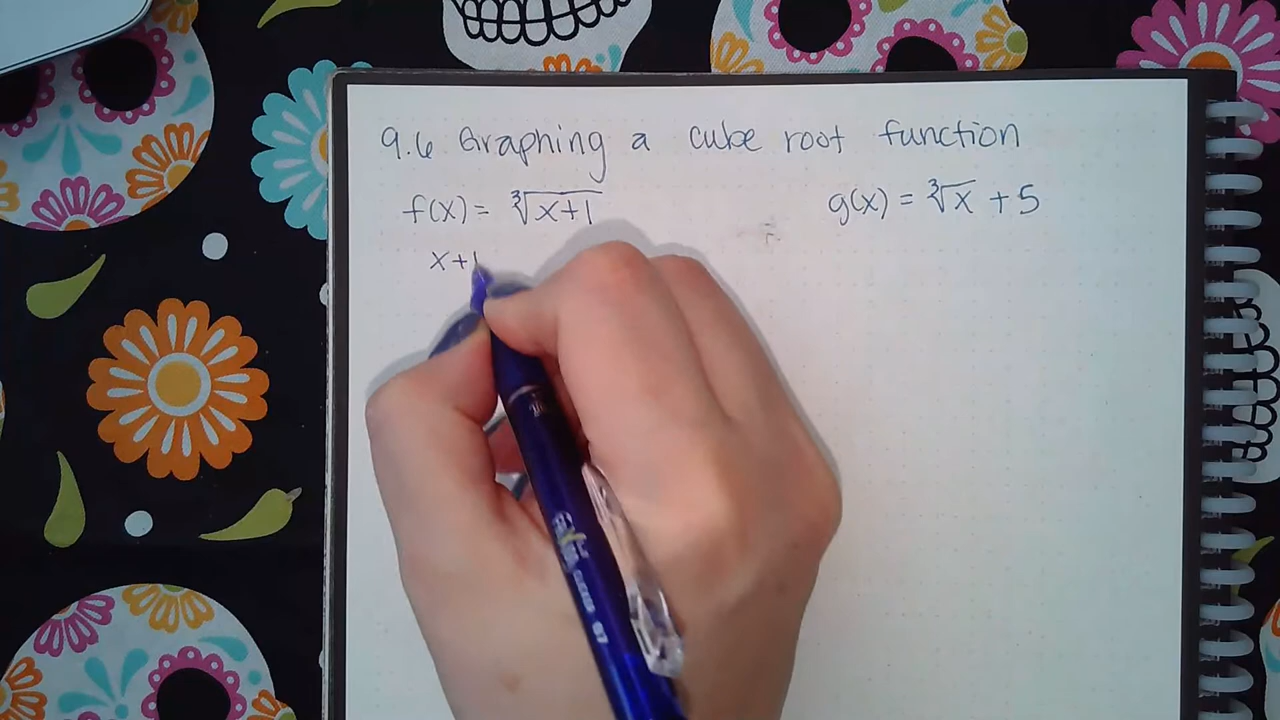 9.6 Graphing a cube root function
f(x) = ∛(x+1)
g(x) = ∛x + 5
x+1